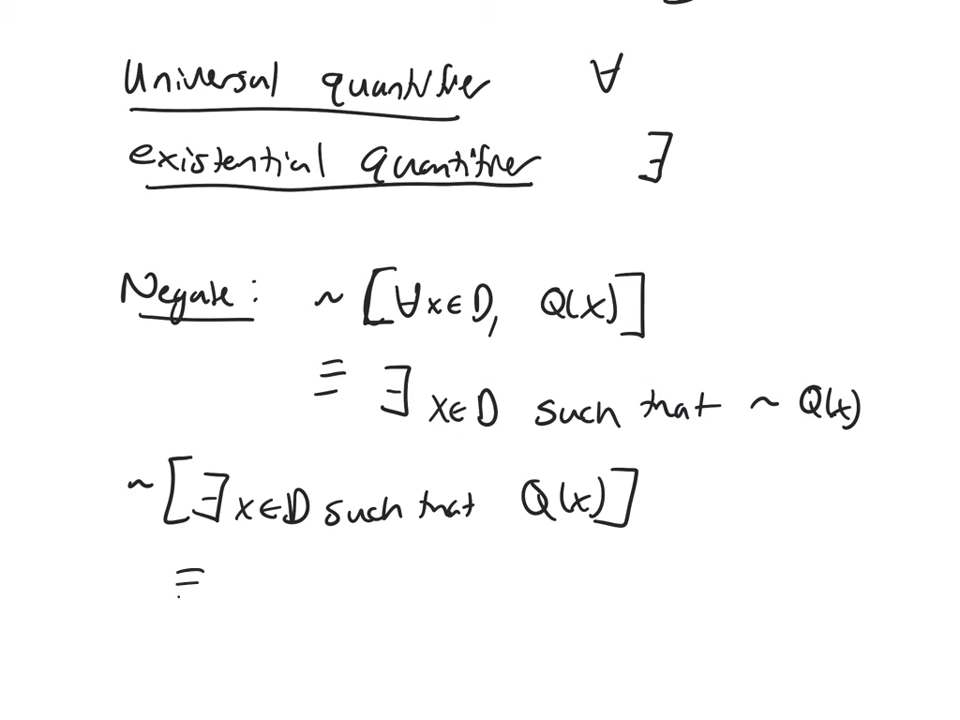 Universal quantifier ∀
existential quantifier ∃
Negate: ~ [∀x∈D, Q(x)]
≡ ∃x∈D such that ~ Q(x)
~ [∃x∈D such that Q(x)]
=